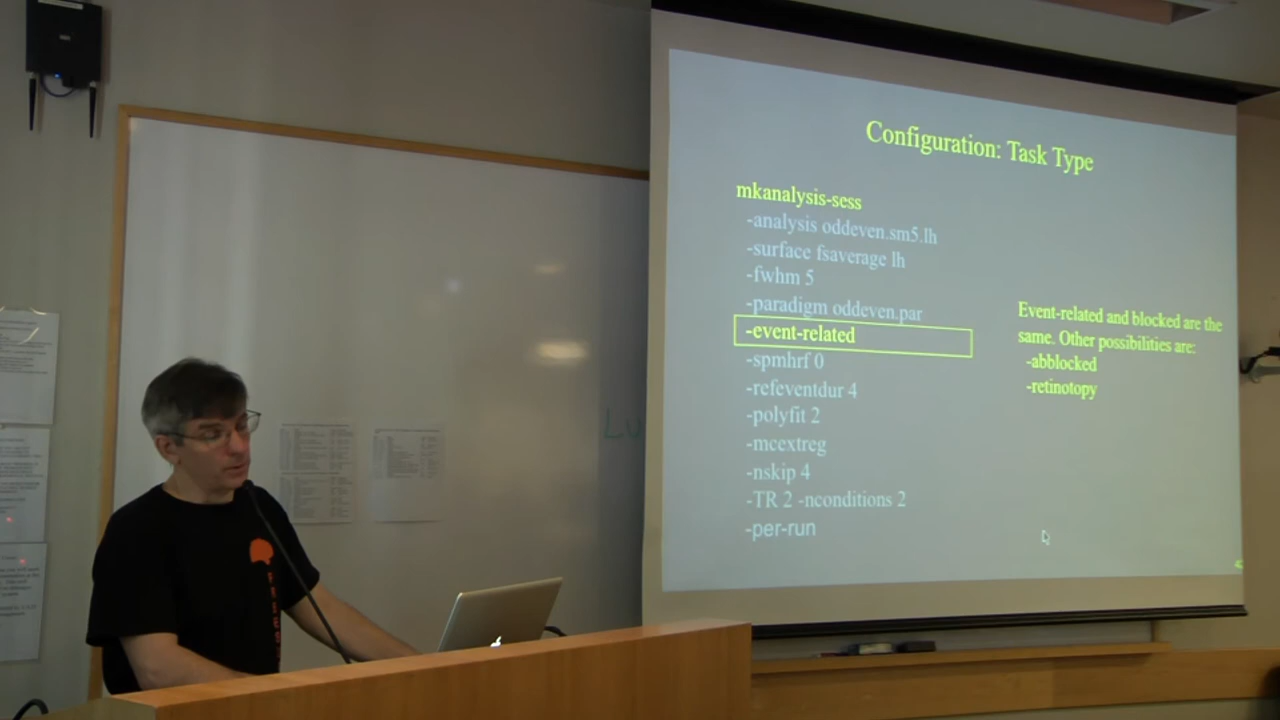 Configuration: Task Type
mkanalysis-sess
-analysis oddeven.sm5.lh
-surface fsaverage lh
-fwhm 5
-paradigm oddeven.par
-event-related
-spmhrf 0
-refeventdur 4
-polyfit 2
-mcextreg
-nskip 4
-TR 2 -nconditions 2
-per-run
Event-related and blocked are the
same. Other possibilities are:
-abblocked
-retinotopy